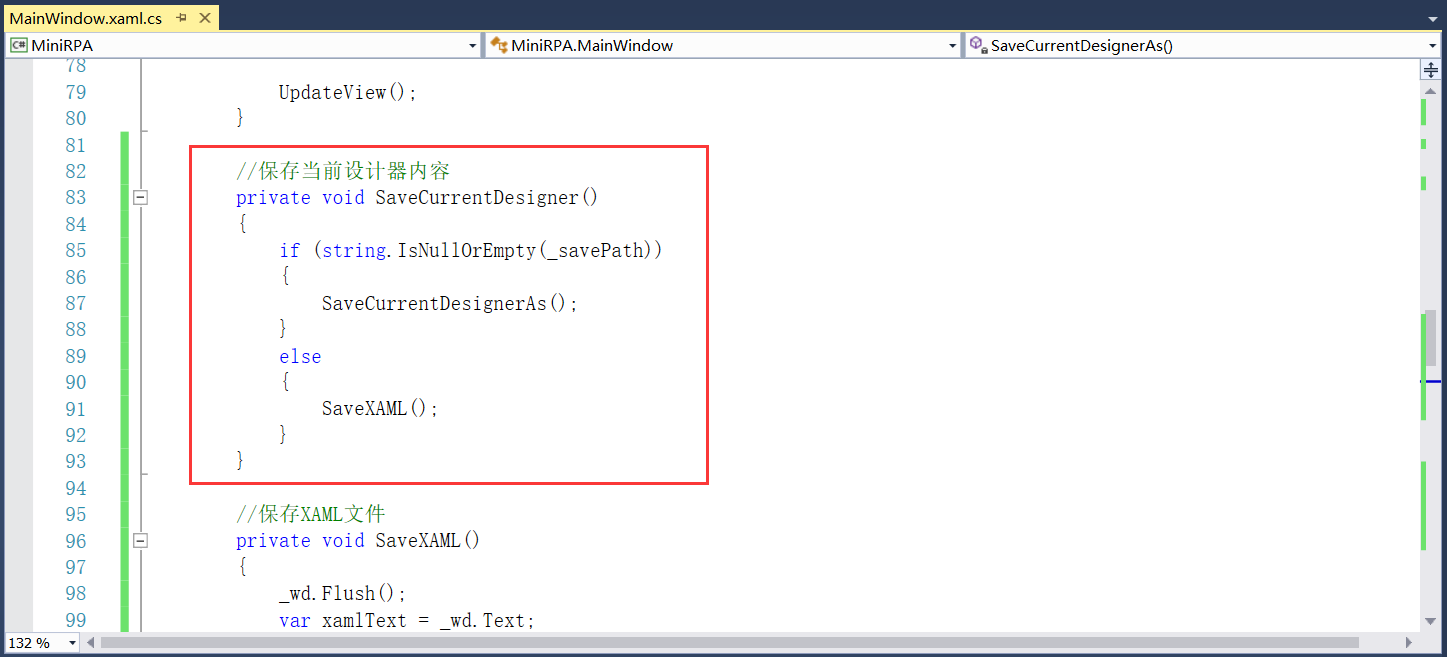 MainWindow.xaml.cs
C# MiniRPA
MiniRPA.MainWindow
SaveCurrentDesignerAs()
78
79 UpdateView();
80 }
81
82 //保存当前设计器内容
83 private void SaveCurrentDesigner()
84 {
85 if (string.IsNullOrEmpty(_savePath))
86 {
87 SaveCurrentDesignerAs();
88 }
89 else
90 {
91 SaveXAML();
92 }
93 }
94
95 //保存XAML文件
96 private void SaveXAML()
97 {
98 _wd.Flush();
99 var xamlText = _wd.Text;
132 %